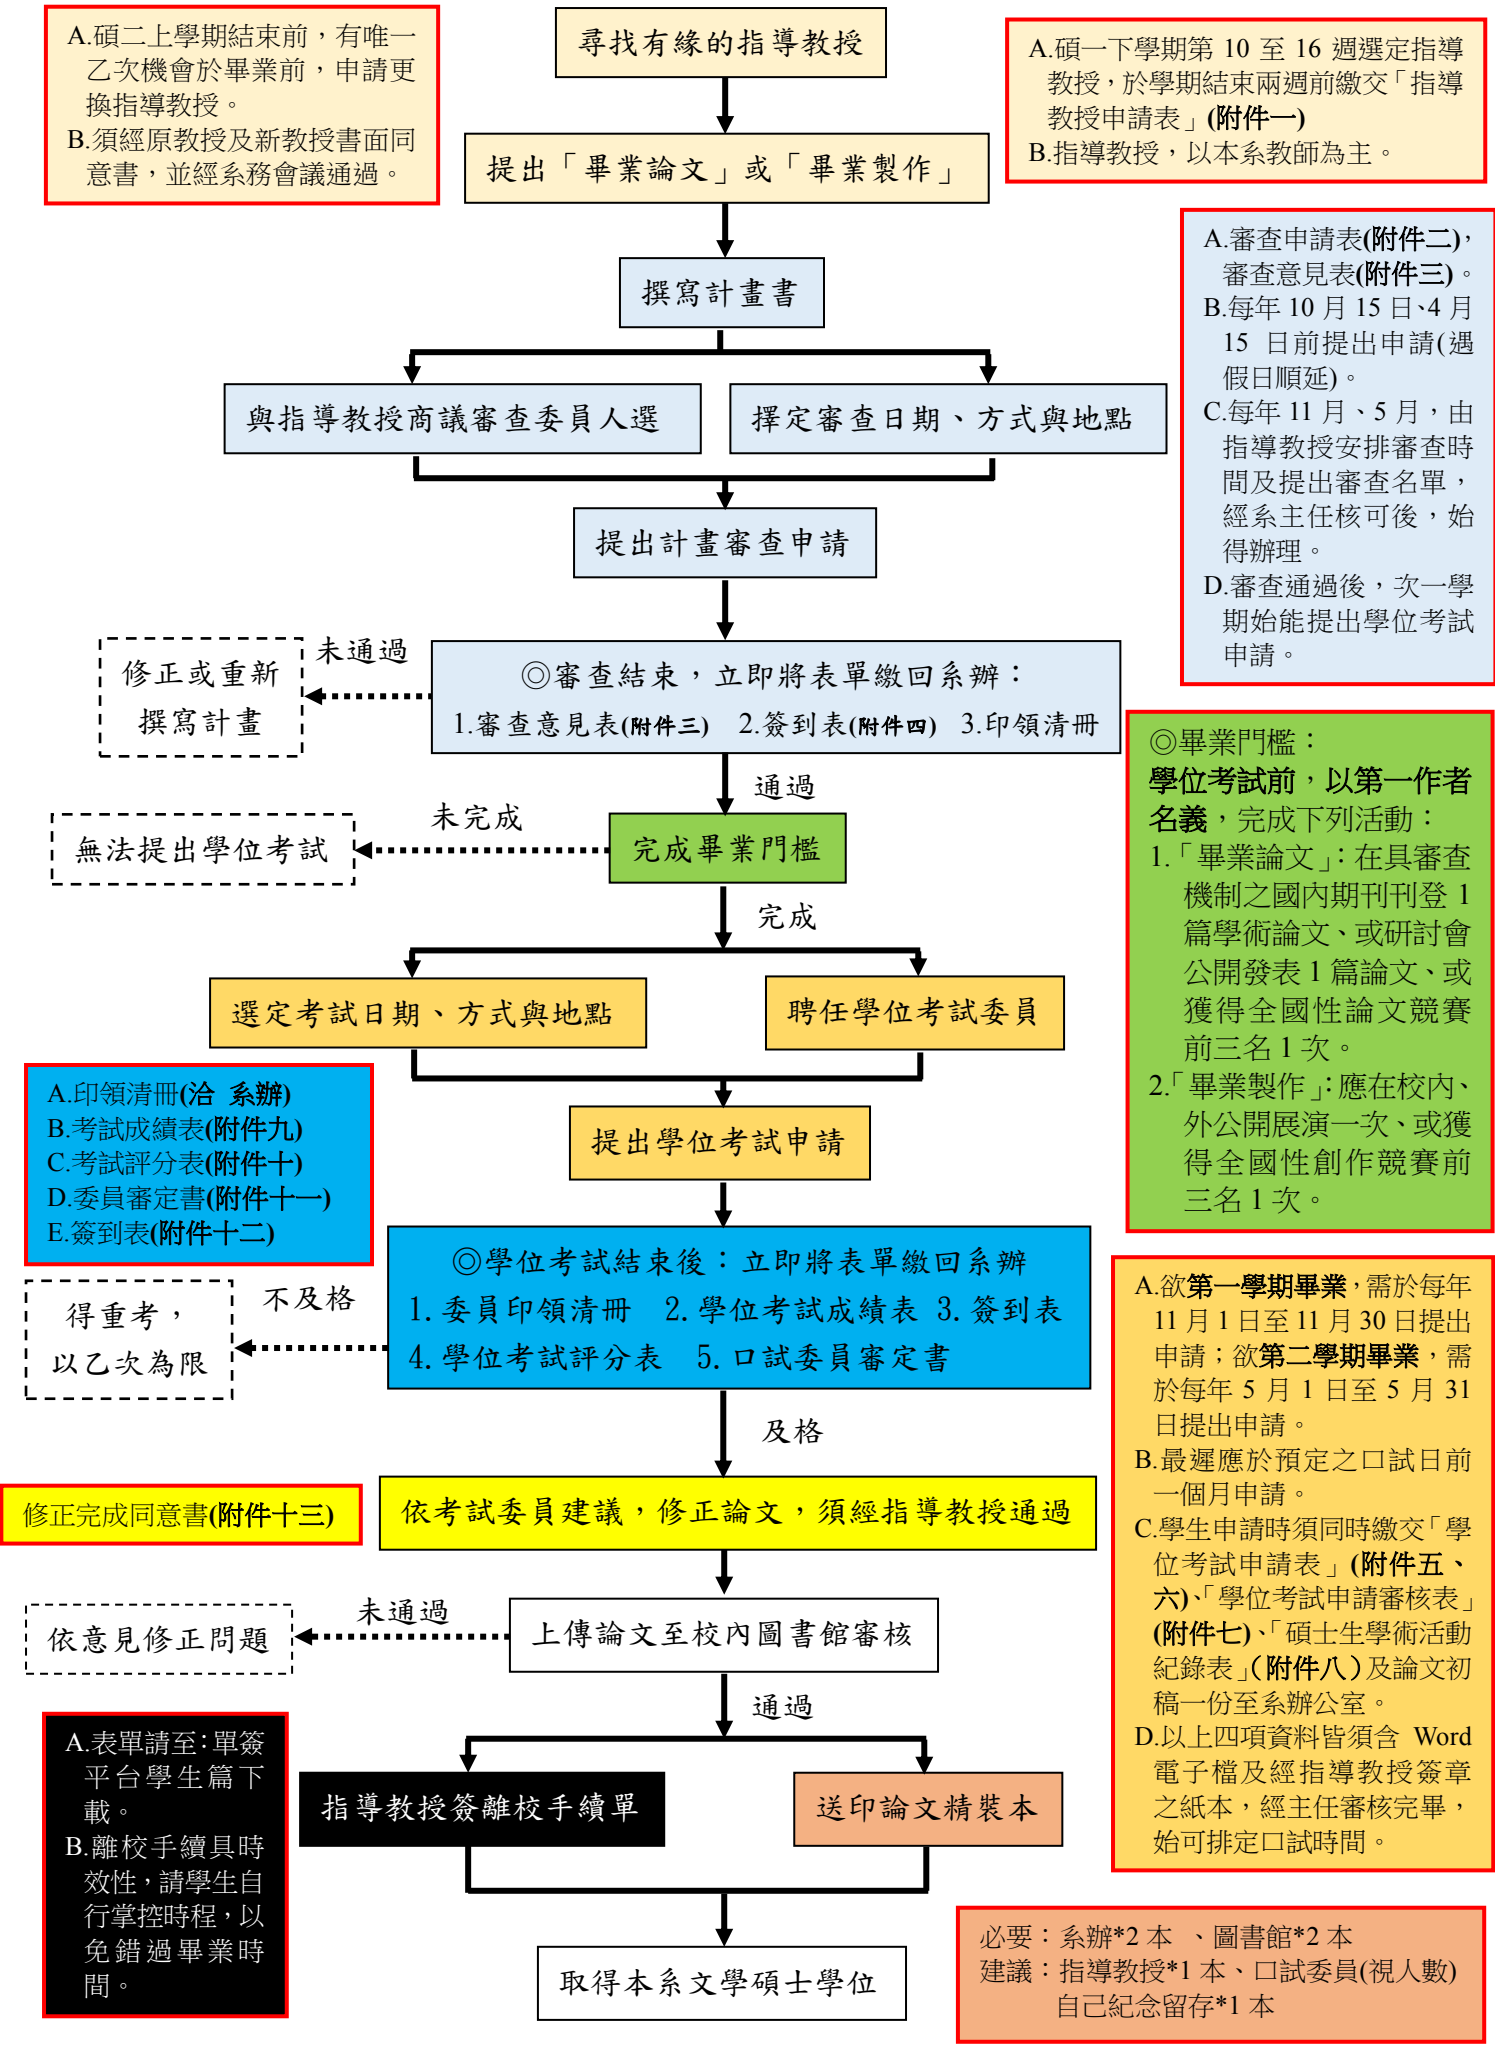 A.碩二上學期結束前，有唯一
乙次機會於畢業前，申請更
換指導教授。
B.須經原教授及新教授書面同
意書，並經系務會議通過。
尋找有緣的指導教授
A.碩一下學期第 10 至 16 週選定指導
教授，於學期結束兩週前繳交「指導
教授申請表」(附件一)
B.指導教授，以本系教師為主。
提出「畢業論文」或「畢業製作」
撰寫計畫書
A.審查申請表(附件二)，
審查意見表(附件三)。
B.每年 10 月 15 日、4 月
15 日前提出申請(遇
假日順延)。
C.每年 11 月、5 月，由
指導教授安排審查時
間及提出審查名單，
經系主任核可後，始
得辦理。
D.審查通過後，次一學
期始能提出學位考試
申請。
與指導教授商議審查委員人選
擇定審查日期、方式與地點
提出計畫審查申請
未通過
修正或重新
撰寫計畫
◎審查結束，立即將表單繳回系辦：
1.審查意見表(附件三) 2.簽到表(附件四) 3.印領清冊
通過
◎畢業門檻：
學位考試前，以第一作者
名義，完成下列活動：
1.「畢業論文」：在具審查
機制之國內期刊刊登 1
篇學術論文、或研討會
公開發表 1 篇論文、或
獲得全國性論文競賽
前三名 1 次。
2.「畢業製作」：應在校內、
外公開展演一次、或獲
得全國性創作競賽前
三名 1 次。
未完成
無法提出學位考試
完成畢業門檻
完成
選定考試日期、方式與地點
聘任學位考試委員
A.印領清冊(洽 系辦)
B.考試成績表(附件九)
C.考試評分表(附件十)
D.委員審定書(附件十一)
E.簽到表(附件十二)
提出學位考試申請
◎學位考試結束後：立即將表單繳回系辦
1.委員印領清冊 2.學位考試成績表 3.簽到表
4.學位考試評分表 5.口試委員審定書
不及格
得重考，
以乙次為限
及格
A.欲第一學期畢業，需於每年
11 月 1 日至 11 月 30 日提出
申請；欲第二學期畢業，需
於每年 5 月 1 日至 5 月 31
日提出申請。
B.最遲應於預定之口試日前
一個月申請。
C.學生申請時須同時繳交「學
位考試申請表」(附件五、
六)、「學位考試申請審核表」
(附件七)、「碩士生學術活動
紀錄表」(附件八)及論文初
稿一份至系辦公室。
D.以上四項資料皆須含 Word
電子檔及經指導教授簽章
之紙本，經主任審核完畢，
始可排定口試時間。
修正完成同意書(附件十三)
依考試委員建議，修正論文，須經指導教授通過
未通過
依意見修正問題
上傳論文至校內圖書館審核
通過
A.表單請至：單簽
平台學生篇下
載。
B.離校手續具時
效性，請學生自
行掌控時程，以
免錯過畢業時
間。
指導教授簽離校手續單
送印論文精裝本
取得本系文學碩士學位
必要：系辦*2 本 、圖書館*2 本
建議：指導教授*1 本、口試委員(視人數)
自己紀念留存*1 本